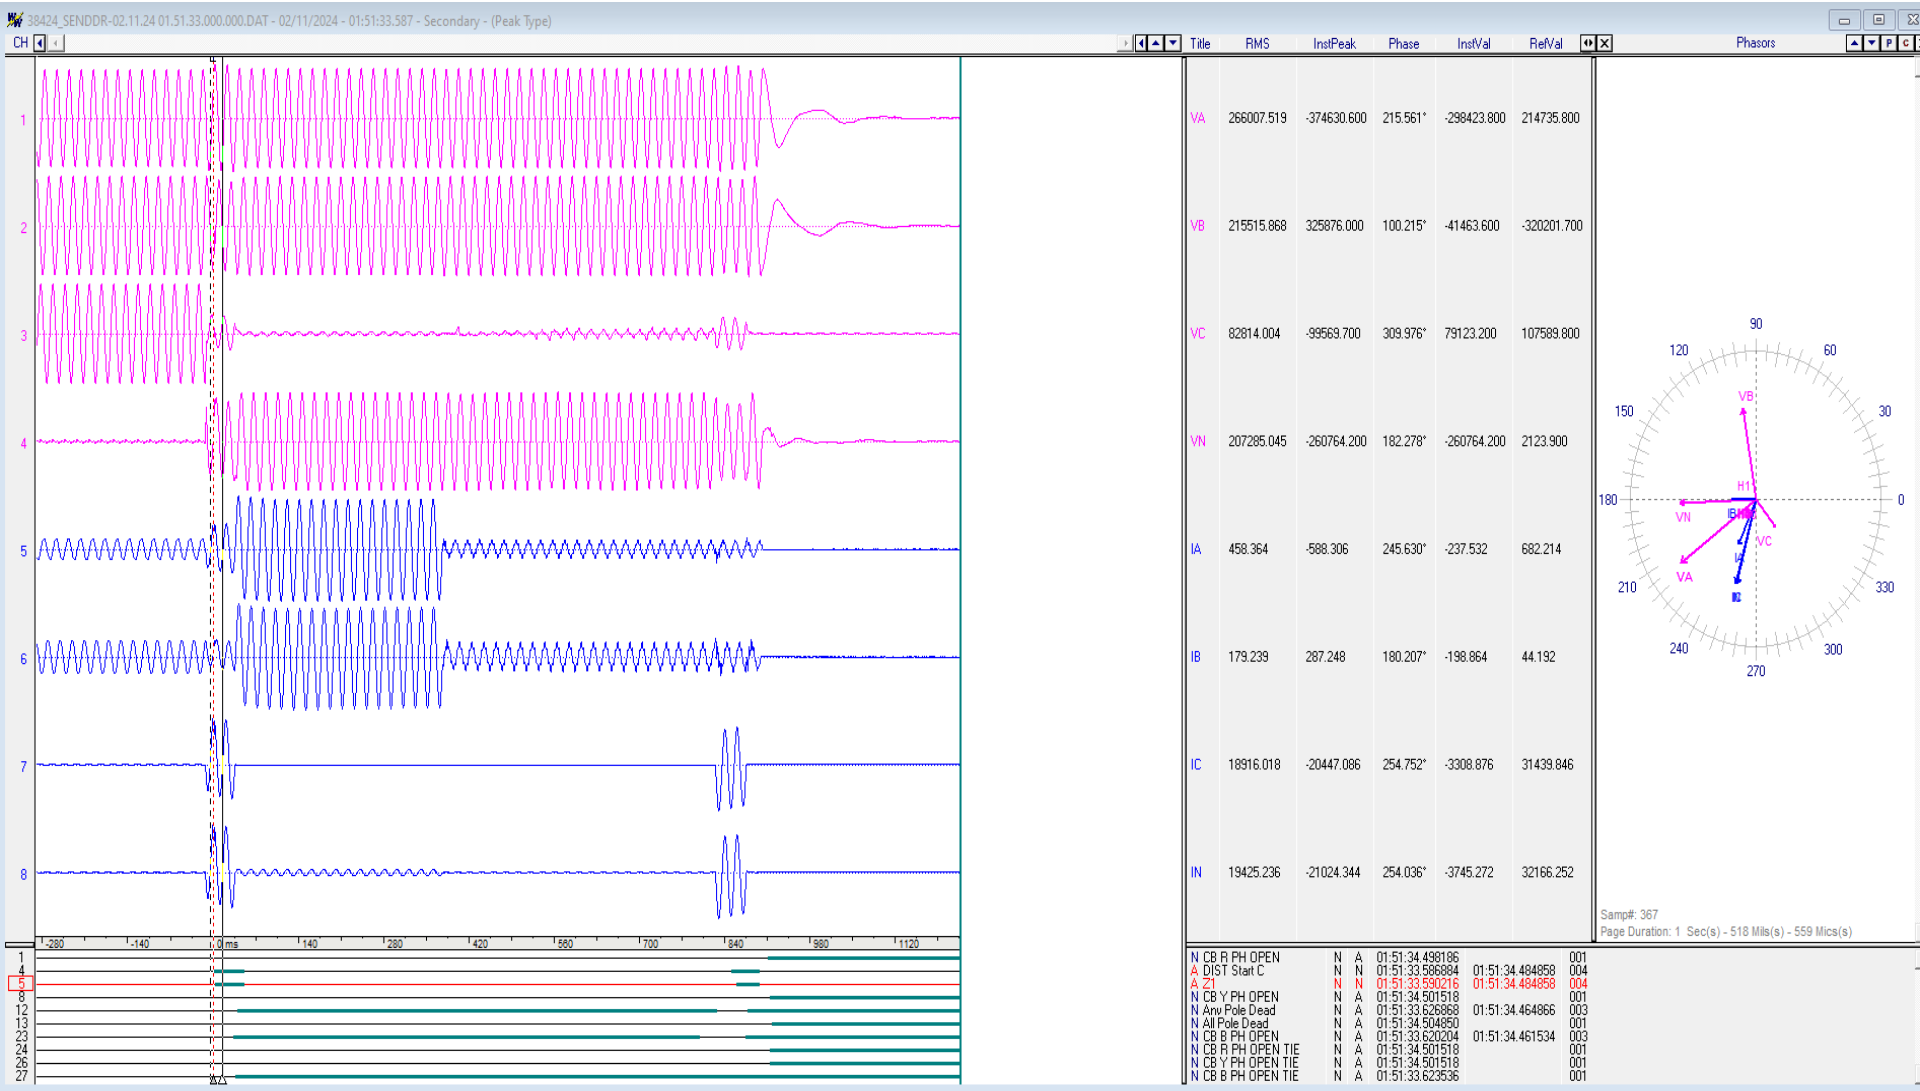 38424_SENDDR-02.11.24 01.51.33.000.000.DAT - 02/11/2024 - 01:51:33.587 - Secondary - (Peak Type)
CH Title RMS InstPeak Phase InstVal RefVal Phasors P C
1 VA 266007.519 -374630.600 215.561° -298423.800 214735.800
2 VB 215515.868 325876.000 100.215° -41463.600 -320201.700
3 VC 82814.004 -99569.700 309.976° 79123.200 107589.800
4 VN 207285.045 -260764.200 182.278° -260764.200 2123.900
5 IA 458.364 -588.306 245.630° -237.532 682.214
6 IB 179.239 287.248 180.207° -198.864 44.192
7 IC 18916.018 -20447.086 254.752° -3308.876 31439.846
8 IN 19425.236 -21024.344 254.036° -3745.272 32166.252
90
120 60
VB
150 30
H1
180 0
VN IB
VC
IA
VA
210 330
240 300
270
Samp#: 367
Page Duration: 1 Sec(s) - 518 Mils(s) - 559 Mics(s)
-280 -140 0 ms 140 280 420 560 700 840 980 1120
1 N CB R PH OPEN N A 01:51:34.498186 001
4 A DIST Start C N N 01:51:33.586884 01:51:34.484858 004
5 A Z1 N N 01:51:33.590216 01:51:34.484858 004
8 N CB Y PH OPEN N A 01:51:34.501518 001
12 N Any Pole Dead N A 01:51:33.626868 01:51:34.464866 003
13 N All Pole Dead N A 01:51:34.504850 001
23 N CB B PH OPEN N A 01:51:33.620204 01:51:34.461534 003
24 N CB R PH OPEN TIE N A 01:51:34.501518 001
26 N CB Y PH OPEN TIE N A 01:51:34.501518 001
27 N CB B PH OPEN TIE N A 01:51:33.623536 001